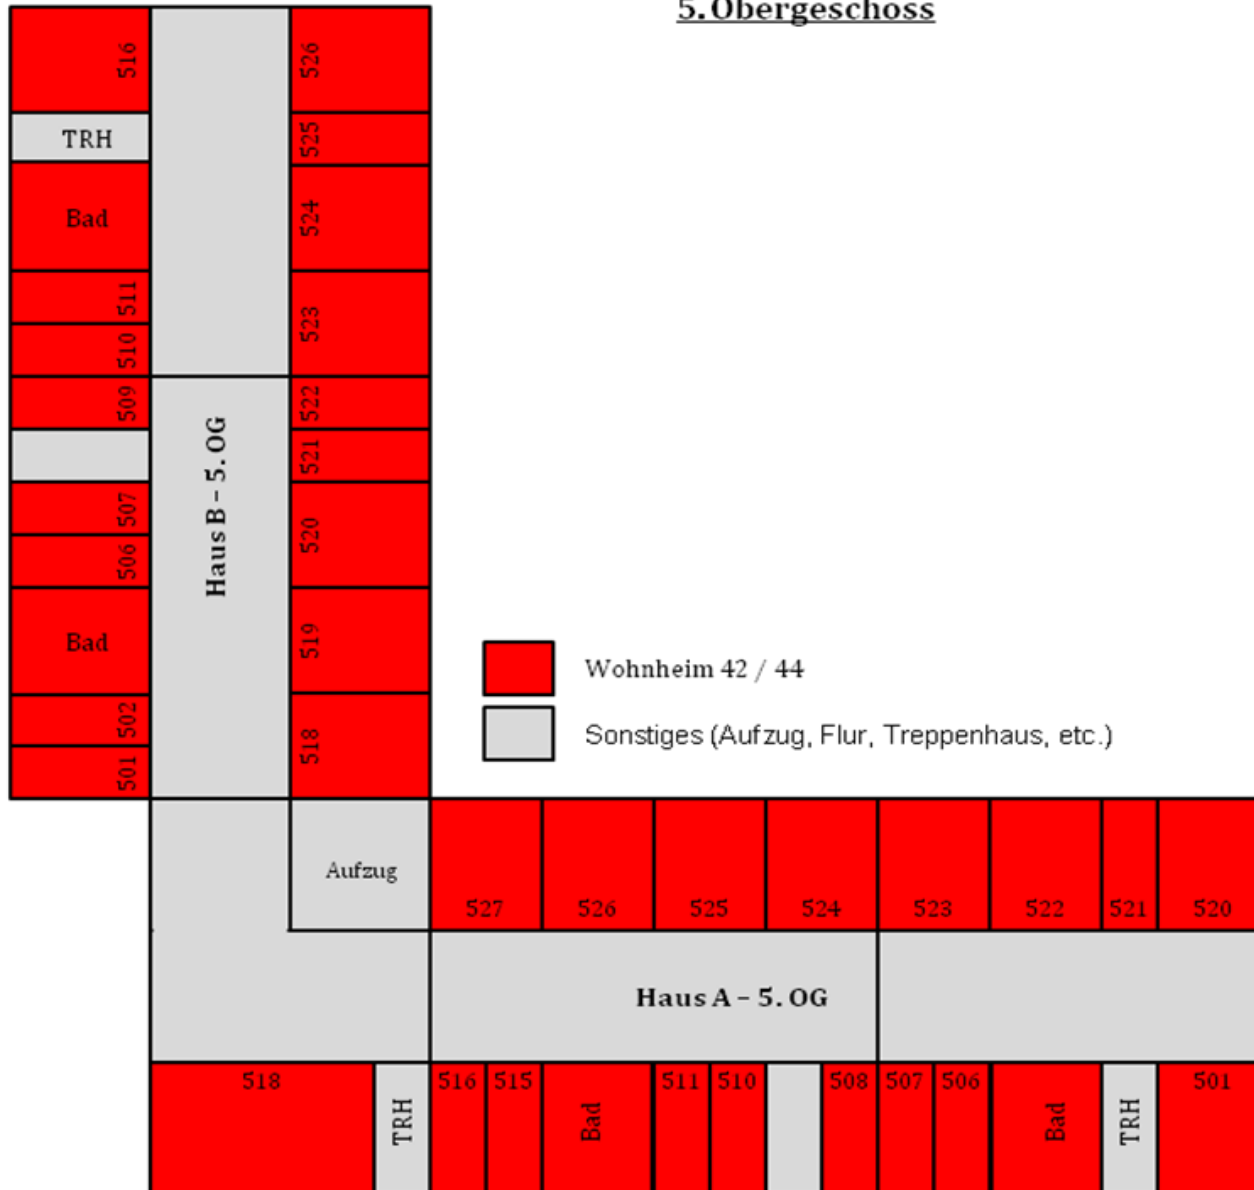 5. Obergeschoss
516
526
TRH
525
Bad
524
511
523
510
509
522
Haus B – 5. OG
521
507
520
506
Bad
519
Wohnheim 42 / 44
502
518
Sonstiges (Aufzug, Flur, Treppenhaus, etc.)
501
Aufzug
527
526
525
524
523
522
521
520
Haus A – 5. OG
518
TRH
516
515
Bad
511
510
508
507
506
Bad
TRH
501